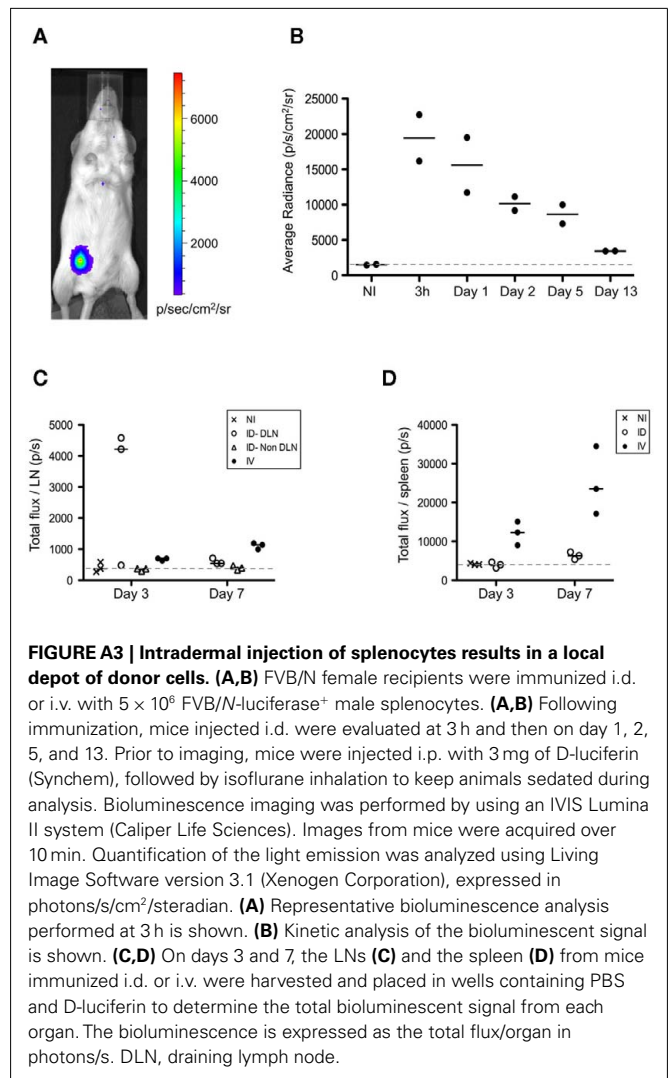 A
B
6000
4000
2000
p/sec/cm²/sr
Average Radiance (p/s/cm²/sr)
25000
20000
15000
10000
5000
0
NI 3h Day 1 Day 2 Day 5 Day 13
C
D
Total flux / LN (p/s)
5000
4000
3000
2000
1000
0
Day 3 Day 7
NI
ID- DLN
ID- Non DLN
IV
Total flux / spleen (p/s)
40000
30000
20000
10000
0
Day 3 Day 7
NI
ID
IV
FIGURE A3 | Intradermal injection of splenocytes results in a local
depot of donor cells. (A,B) FVB/N female recipients were immunized i.d.
or i.v. with 5 × 10⁶ FVB/N-luciferase⁺ male splenocytes. (A,B) Following
immunization, mice injected i.d. were evaluated at 3 h and then on day 1, 2,
5, and 13. Prior to imaging, mice were injected i.p. with 3 mg of D-luciferin
(Synchem), followed by isoflurane inhalation to keep animals sedated during
analysis. Bioluminescence imaging was performed by using an IVIS Lumina
II system (Caliper Life Sciences). Images from mice were acquired over
10 min. Quantification of the light emission was analyzed using Living
Image Software version 3.1 (Xenogen Corporation), expressed in
photons/s/cm²/steradian. (A) Representative bioluminescence analysis
performed at 3 h is shown. (B) Kinetic analysis of the bioluminescent signal
is shown. (C,D) On days 3 and 7, the LNs (C) and the spleen (D) from mice
immunized i.d. or i.v. were harvested and placed in wells containing PBS
and D-luciferin to determine the total bioluminescent signal from each
organ. The bioluminescence is expressed as the total flux/organ in
photons/s. DLN, draining lymph node.